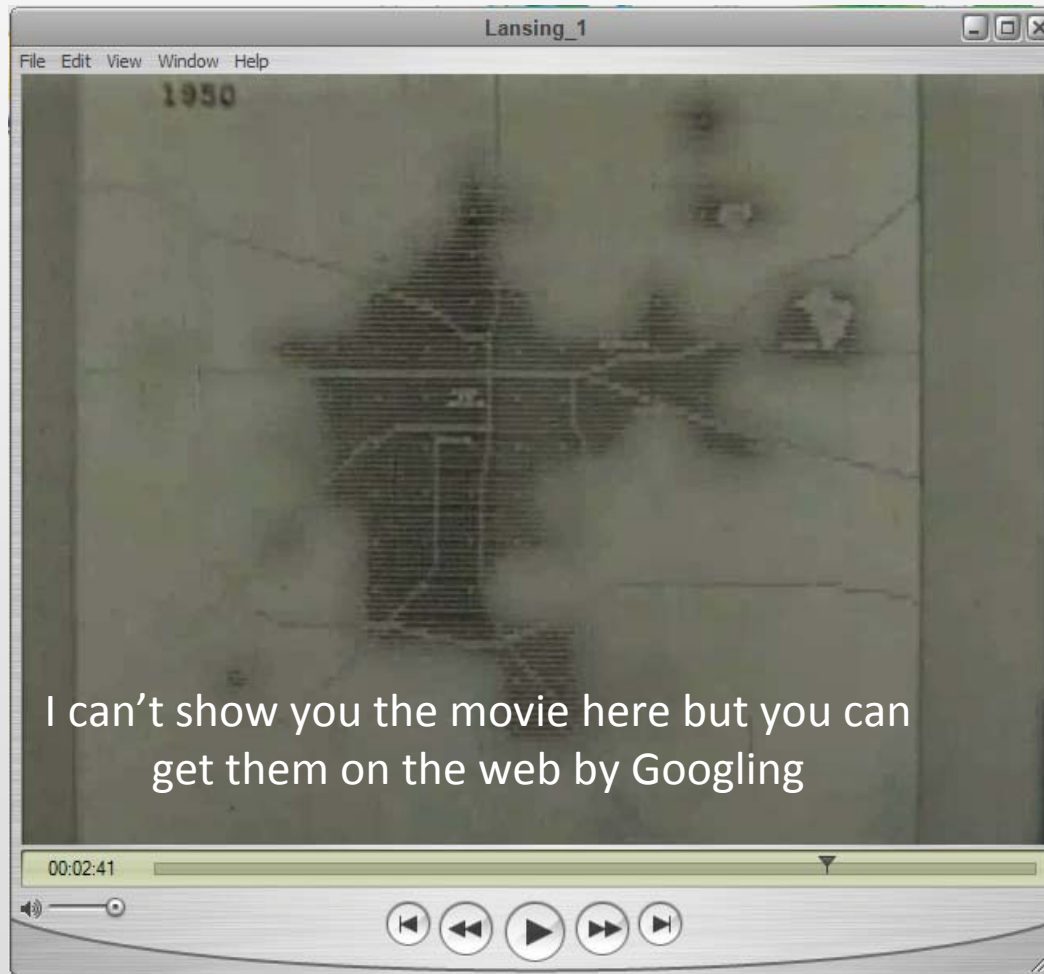 Lansing_1
File Edit View Window Help
1950
I can’t show you the movie here but you can
get them on the web by Googling
00:02:41